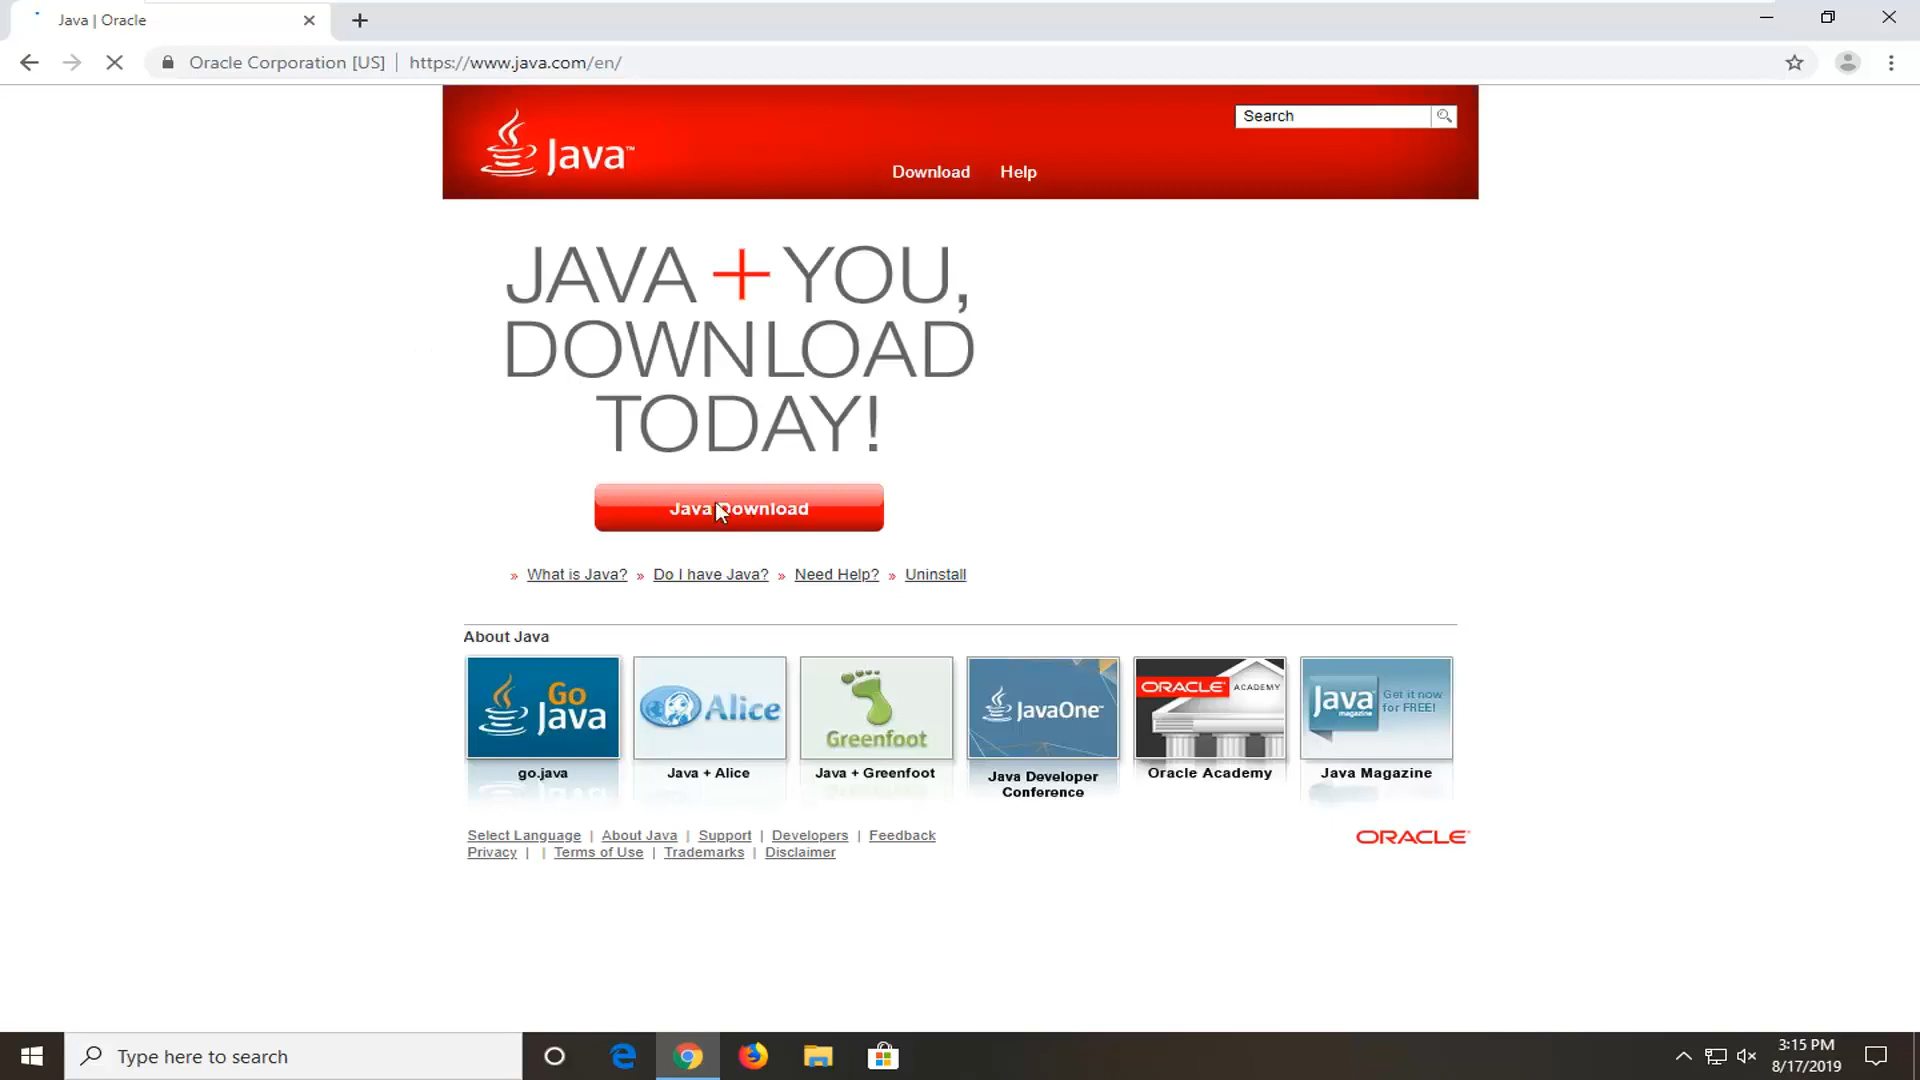 Java | Oracle
Oracle Corporation [US] | https://www.java.com/en/
Search
Java™
Download Help
JAVA + YOU,
DOWNLOAD
TODAY!
Java Download
» What is Java? » Do I have Java? » Need Help? » Uninstall
About Java
Go Java
Alice
Greenfoot
JavaOne™
ORACLE ACADEMY
Java magazine Get it now for FREE!
go.java
Java + Alice
Java + Greenfoot
Java Developer
Conference
Oracle Academy
Java Magazine
Select Language | About Java | Support | Developers | Feedback
Privacy | | Terms of Use | Trademarks | Disclaimer
ORACLE
Type here to search
3:15 PM
8/17/2019